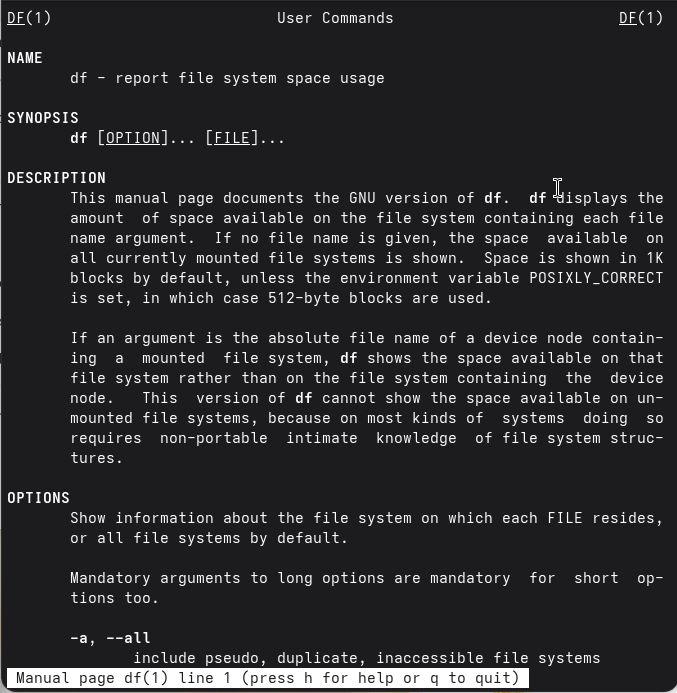 DF(1) User Commands DF(1)
NAME
df - report file system space usage
SYNOPSIS
df [OPTION]... [FILE]...
DESCRIPTION
This manual page documents the GNU version of df. df displays the
amount of space available on the file system containing each file
name argument. If no file name is given, the space available on
all currently mounted file systems is shown. Space is shown in 1K
blocks by default, unless the environment variable POSIXLY_CORRECT
is set, in which case 512-byte blocks are used.
If an argument is the absolute file name of a device node contain-
ing a mounted file system, df shows the space available on that
file system rather than on the file system containing the device
node. This version of df cannot show the space available on un-
mounted file systems, because on most kinds of systems doing so
requires non-portable intimate knowledge of file system struc-
tures.
OPTIONS
Show information about the file system on which each FILE resides,
or all file systems by default.
Mandatory arguments to long options are mandatory for short op-
tions too.
-a, --all
include pseudo, duplicate, inaccessible file systems
Manual page df(1) line 1 (press h for help or q to quit)